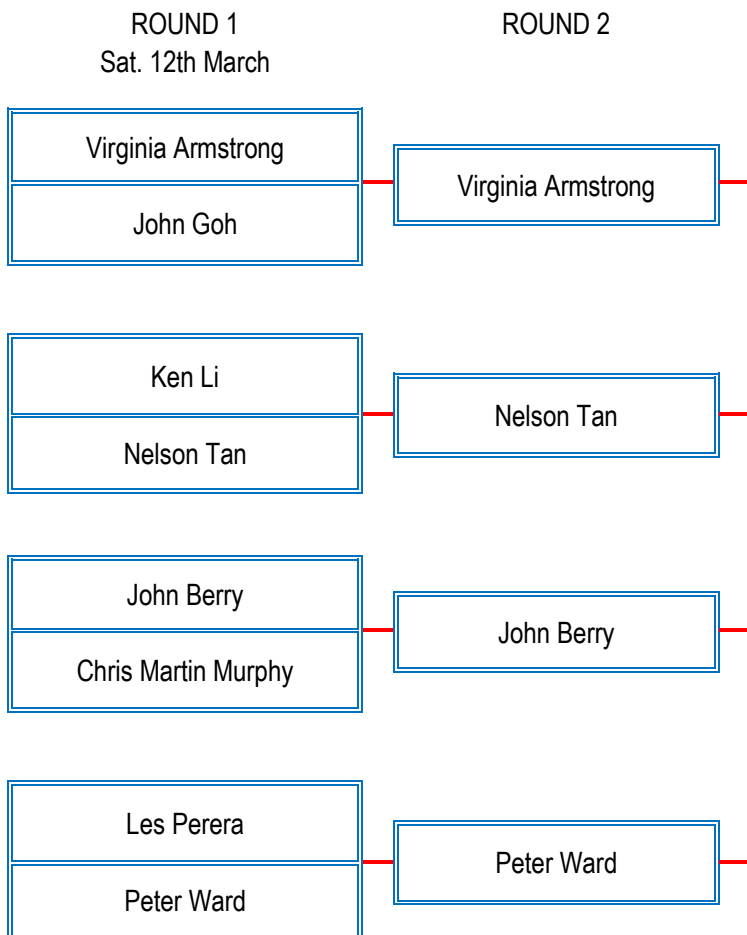 ROUND 1
Sat. 12th March
ROUND 2
Virginia Armstrong
John Goh
Virginia Armstrong
Ken Li
Nelson Tan
Nelson Tan
John Berry
Chris Martin Murphy
John Berry
Les Perera
Peter Ward
Peter Ward